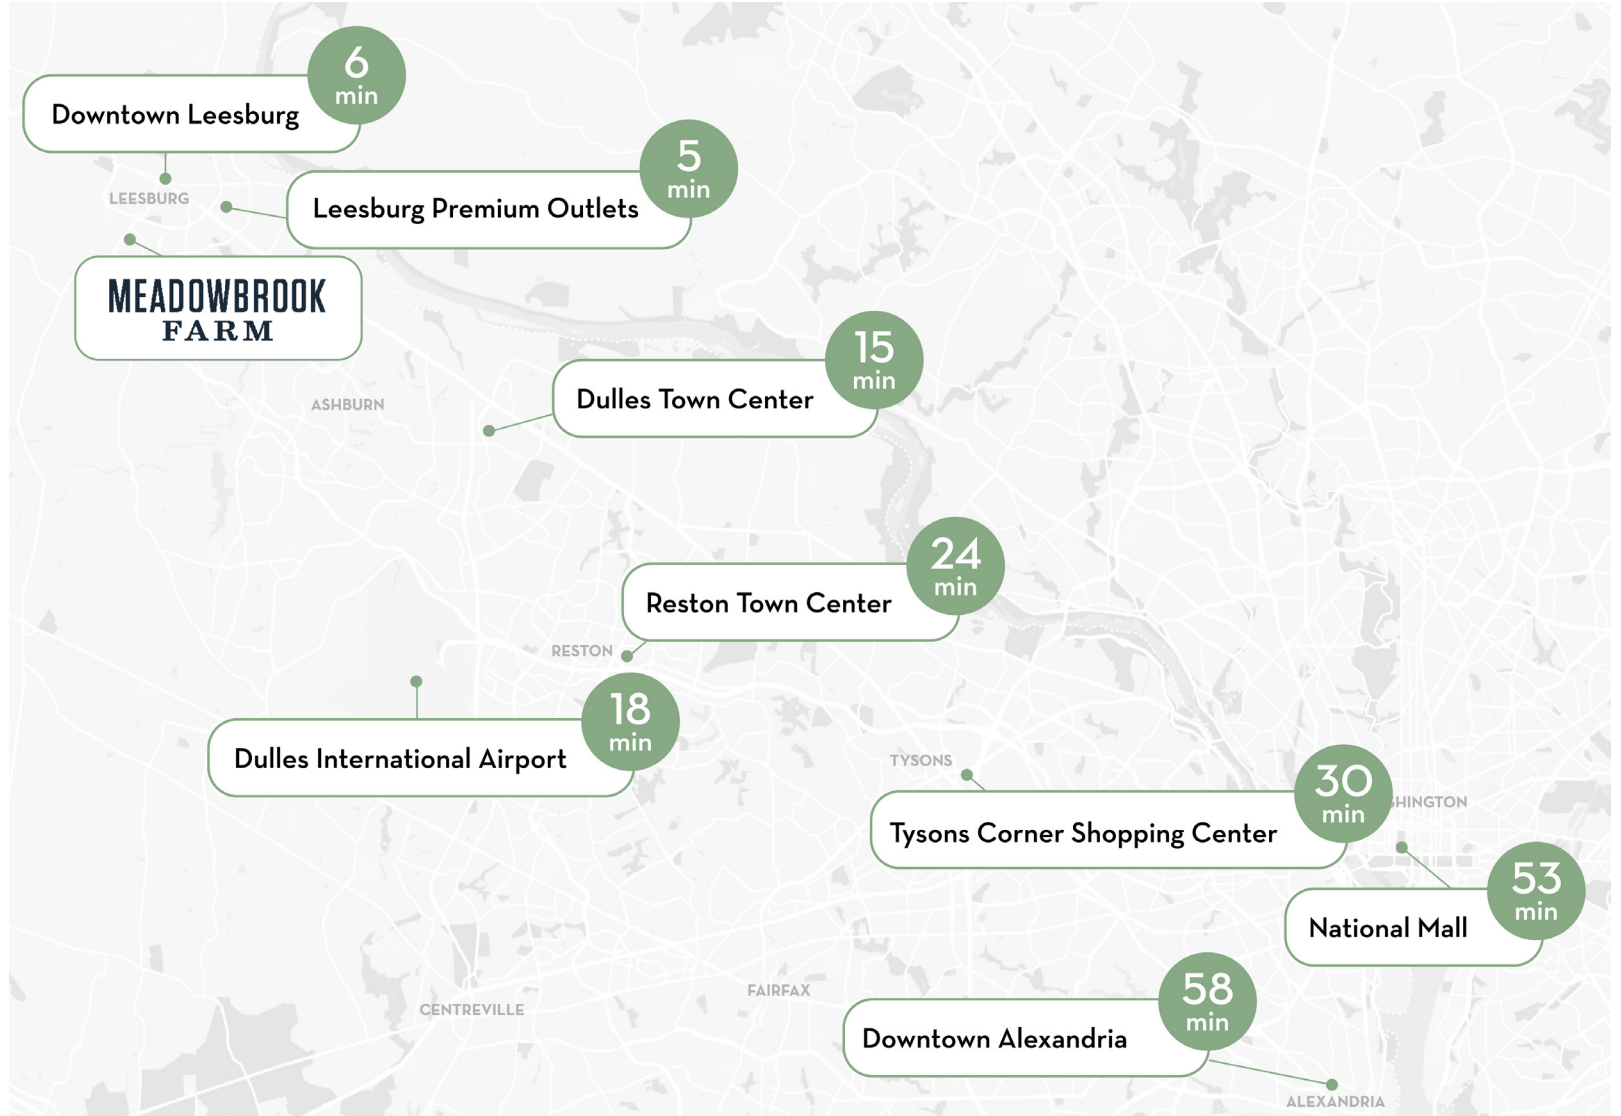 6
min
Downtown Leesburg
5
min
LEESBURG
Leesburg Premium Outlets
MEADOWBROOK
FARM
15
min
Dulles Town Center
ASHBURN
24
min
Reston Town Center
RESTON
18
min
Dulles International Airport
TYSONS
30
min
SHINGTON
Tysons Corner Shopping Center
53
min
National Mall
58
min
FAIRFAX
CENTREVILLE
Downtown Alexandria
ALEXANDRIA